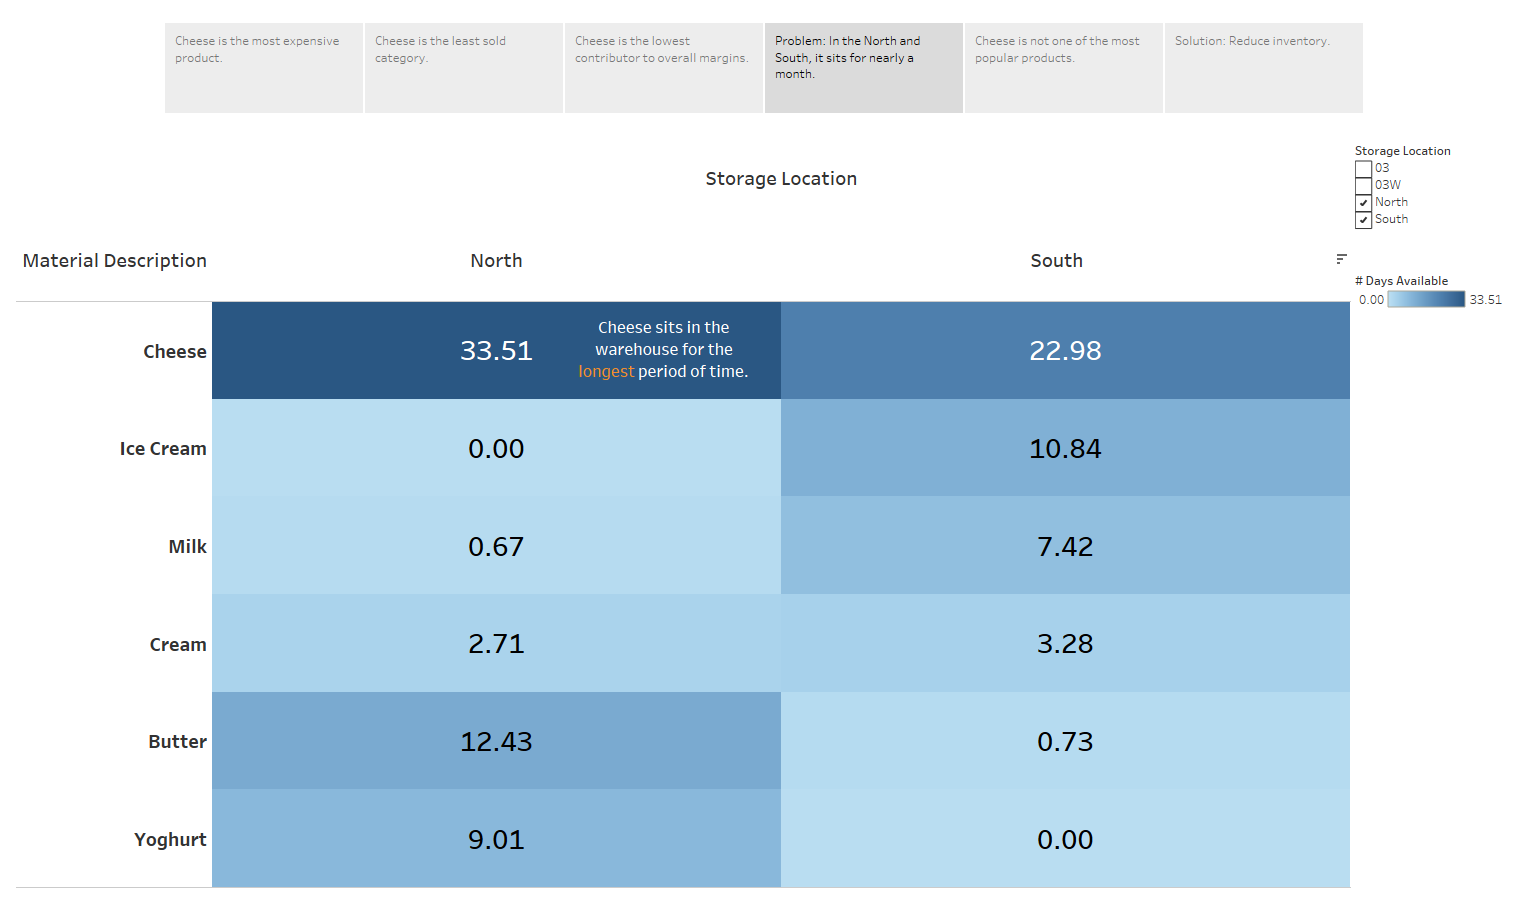 Cheese is the most expensive
product.
Cheese is the least sold
category.
Cheese is the lowest
contributor to overall margins.
Problem: In the North and
South, it sits for nearly a
month.
Cheese is not one of the most
popular products.
Solution: Reduce inventory.
Storage Location
03
03W
North
South
# Days Available
0.00 33.51
Storage Location
Material Description North South
Cheese 33.51 22.98
Cheese sits in the
warehouse for the
longest period of time.
Ice Cream 0.00 10.84
Milk 0.67 7.42
Cream 2.71 3.28
Butter 12.43 0.73
Yoghurt 9.01 0.00